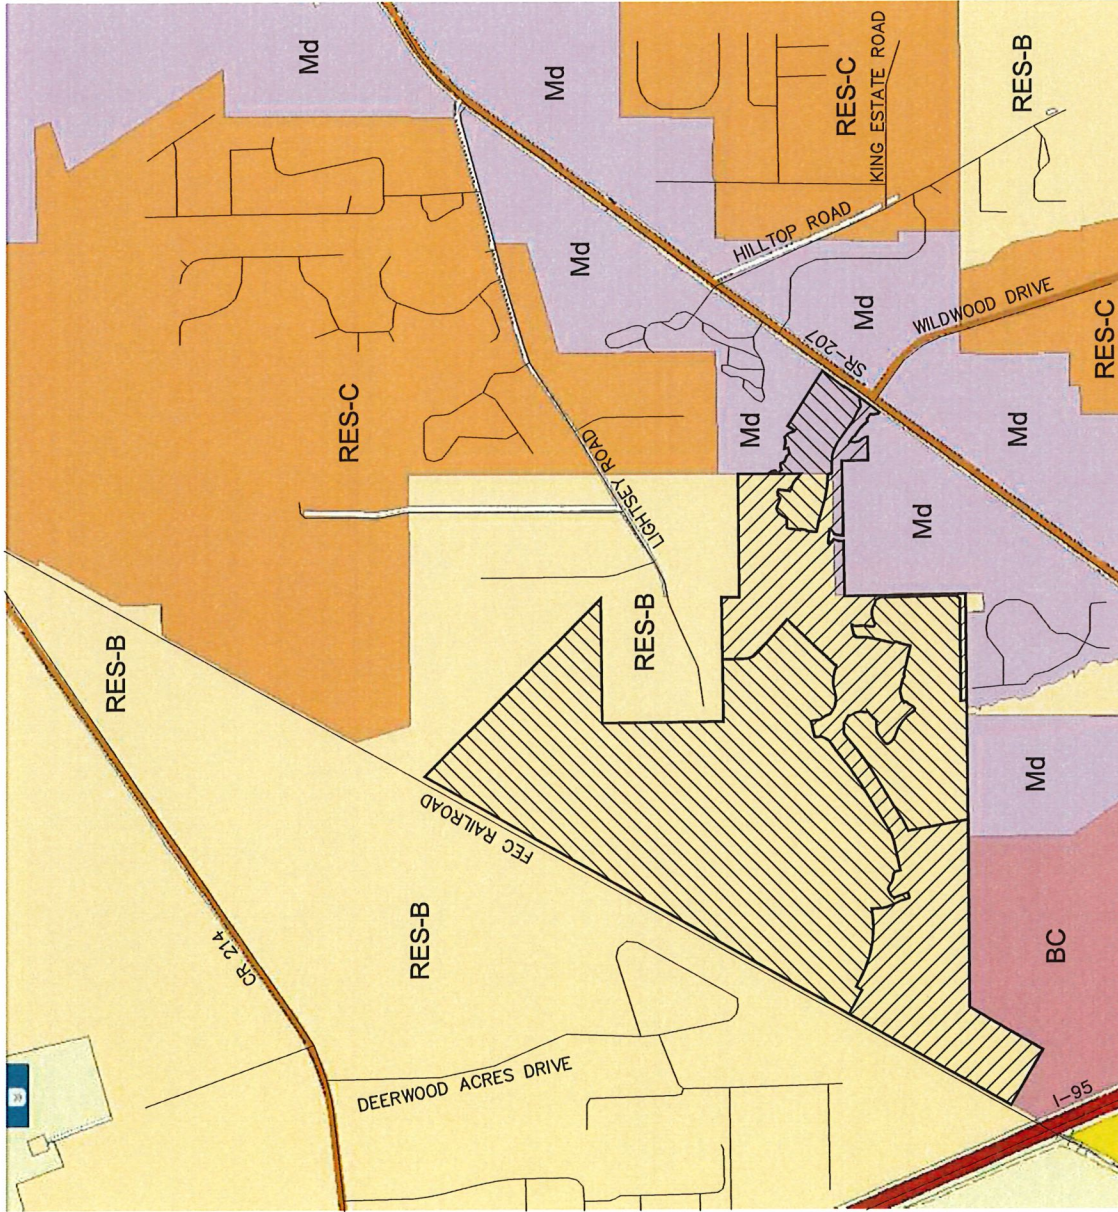 Md
Md
RES-C
KING ESTATE ROAD
RES-B
HILLTOP ROAD
Md
Md
WILDWOOD DRIVE
RES-C
SR-207
RES-C
Md
Md
LIGHTSEY ROAD
Md
RES-B
RES-B
Md
FEC RAILROAD
RES-B
BC
CR 214
DEERWOOD ACRES DRIVE
I-95